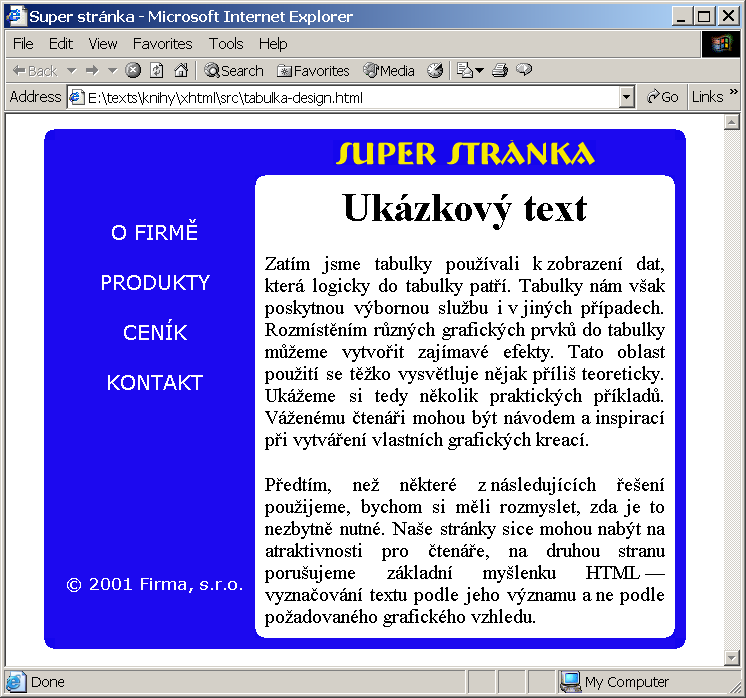 Super stránka - Microsoft Internet Explorer
File Edit View Favorites Tools Help
Back Search Favorites Media
Address E:\texts\knihy\xhtml\src\tabulka-design.html Go Links »
SUPER STRÁNKA
O FIRMĚ
PRODUKTY
CENÍK
KONTAKT
© 2001 Firma, s.r.o.
Ukázkový text
Zatím jsme tabulky používali k zobrazení dat,
která logicky do tabulky patří. Tabulky nám však
poskytnou výbornou službu i v jiných případech.
Rozmístěním různých grafických prvků do tabulky
můžeme vytvořit zajímavé efekty. Tato oblast
použití se těžko vysvětluje nějak příliš teoreticky.
Ukážeme si tedy několik praktických příkladů.
Váženému čtenáři mohou být návodem a inspirací
při vytváření vlastních grafických kreací.
Předtím, než některé z následujících řešení
použijeme, bychom si měli rozmyslet, zda je to
nezbytně nutné. Naše stránky sice mohou nabýt na
atraktivnosti pro čtenáře, na druhou stranu
porušujeme základní myšlenku HTML —
vyznačování textu podle jeho významu a ne podle
požadovaného grafického vzhledu.
Done My Computer